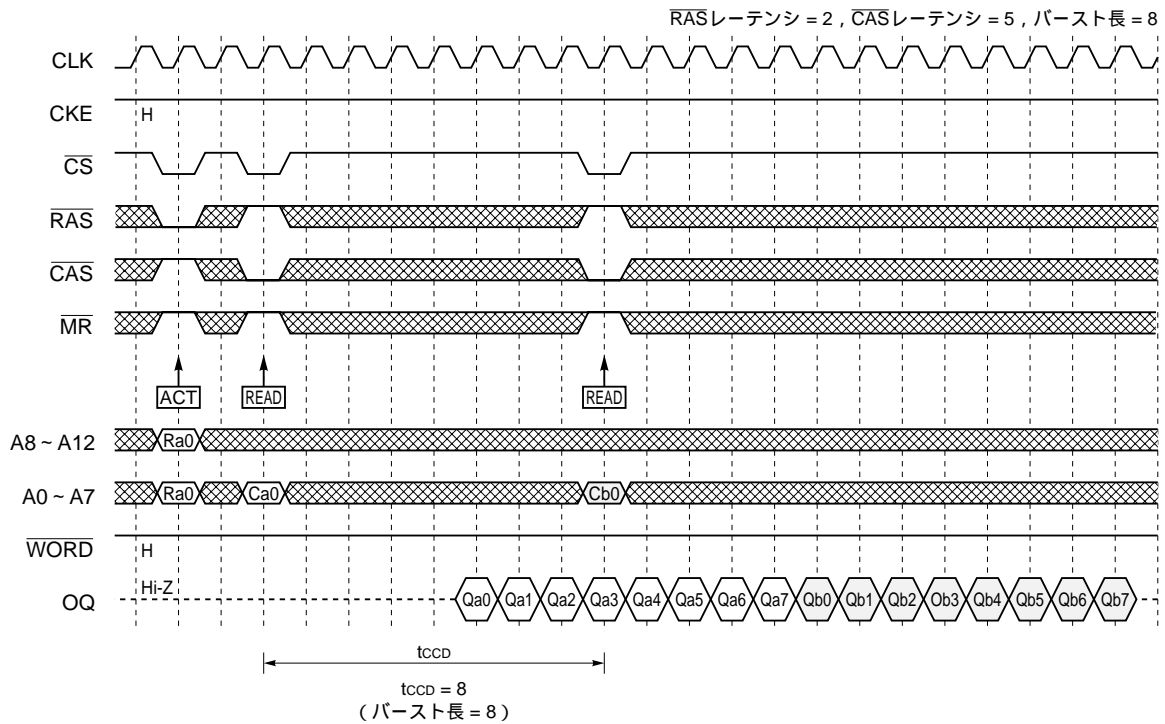 RASレーテンシ = 2 , CASレーテンシ = 5 , バースト長 = 8
CLK
CKE H
CS
RAS
CAS
MR
ACT READ READ
A8 ~ A12 Ra0
A0 ~ A7 Ra0 Ca0 Cb0
WORD H
OQ Hi-Z Qa0 Qa1 Qa2 Qa3 Qa4 Qa5 Qa6 Qa7 Qb0 Qb1 Qb2 Ob3 Qb4 Qb5 Qb6 Qb7
tCCD
tCCD = 8
( バースト長 = 8 )